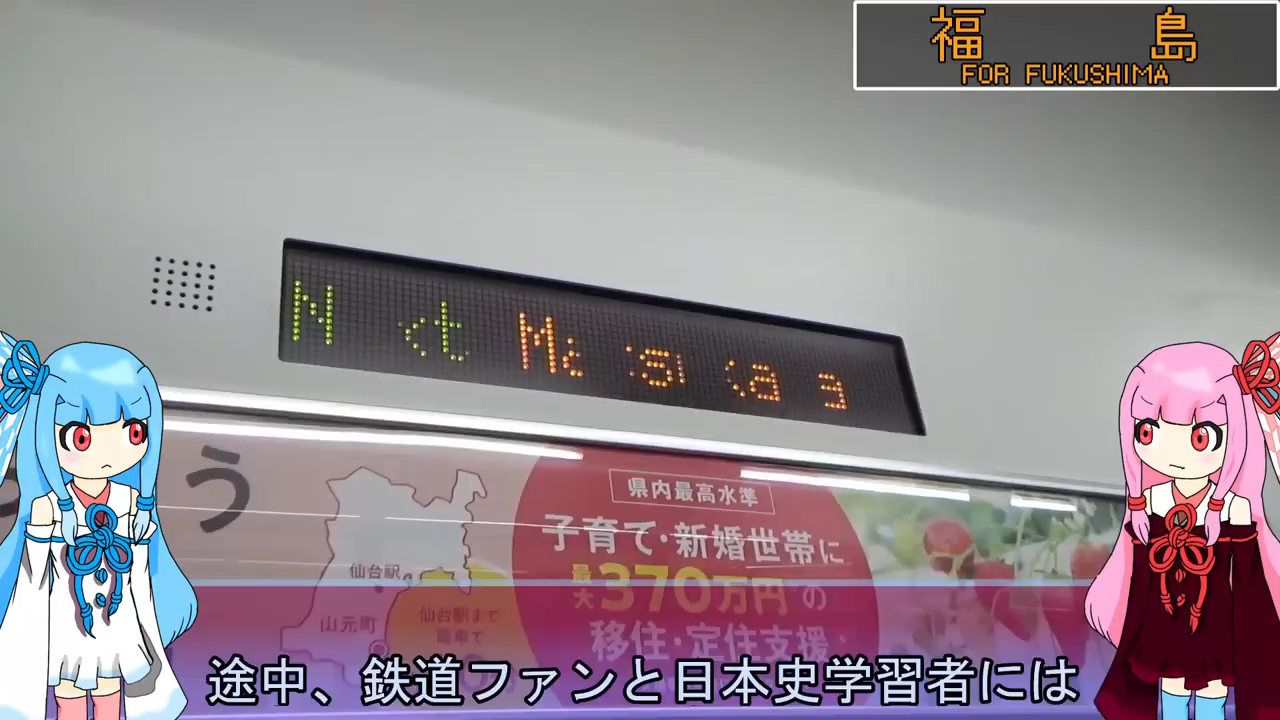 福島
FOR FUKUSHIMA
う
県内最高水準
子育て・新婚世帯に
最大370万円の
移住・定住支援
仙台駅
山元町
仙台駅まで
電車で
途中、鉄道ファンと日本史学習者には